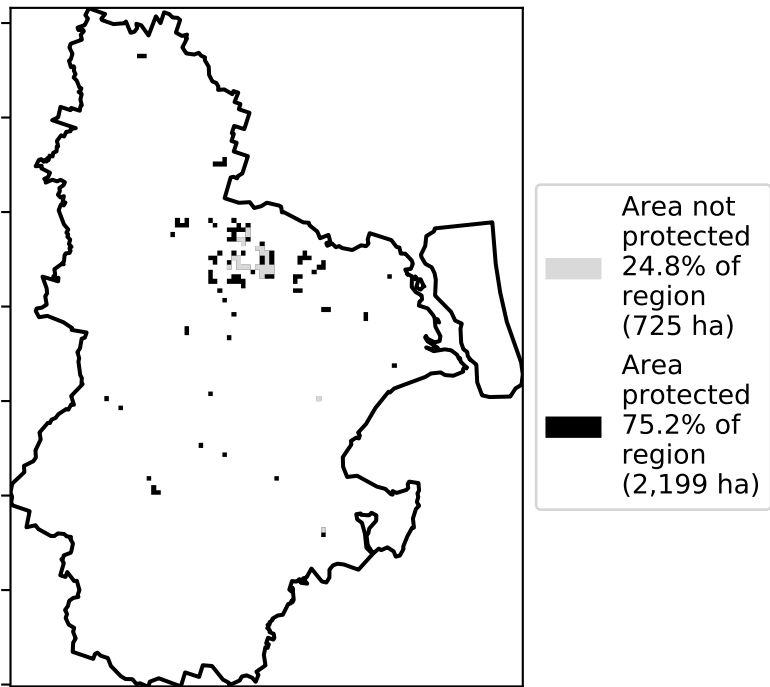 Area not
protected
24.8% of
region
(725 ha)
Area
protected
75.2% of
region
(2,199 ha)